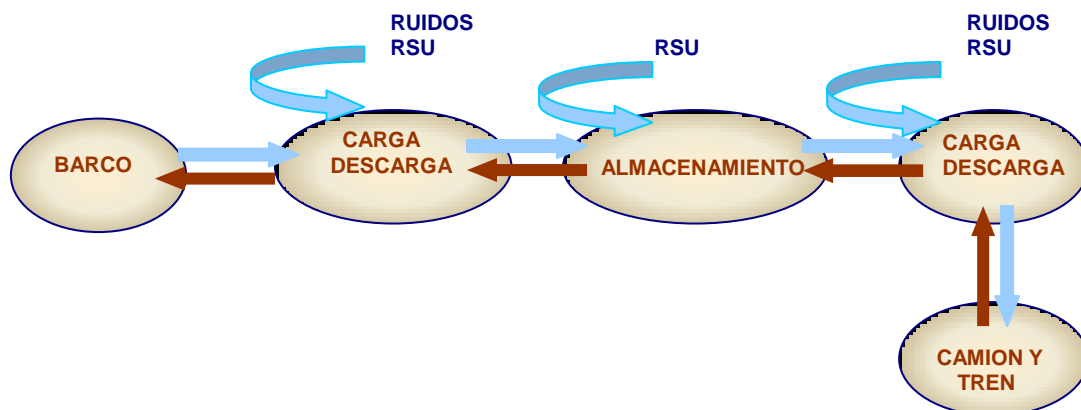 RUIDOS
RSU
RSU
RUIDOS
RSU
BARCO
CARGA
DESCARGA
ALMACENAMIENTO
CARGA
DESCARGA
CAMION Y
TREN